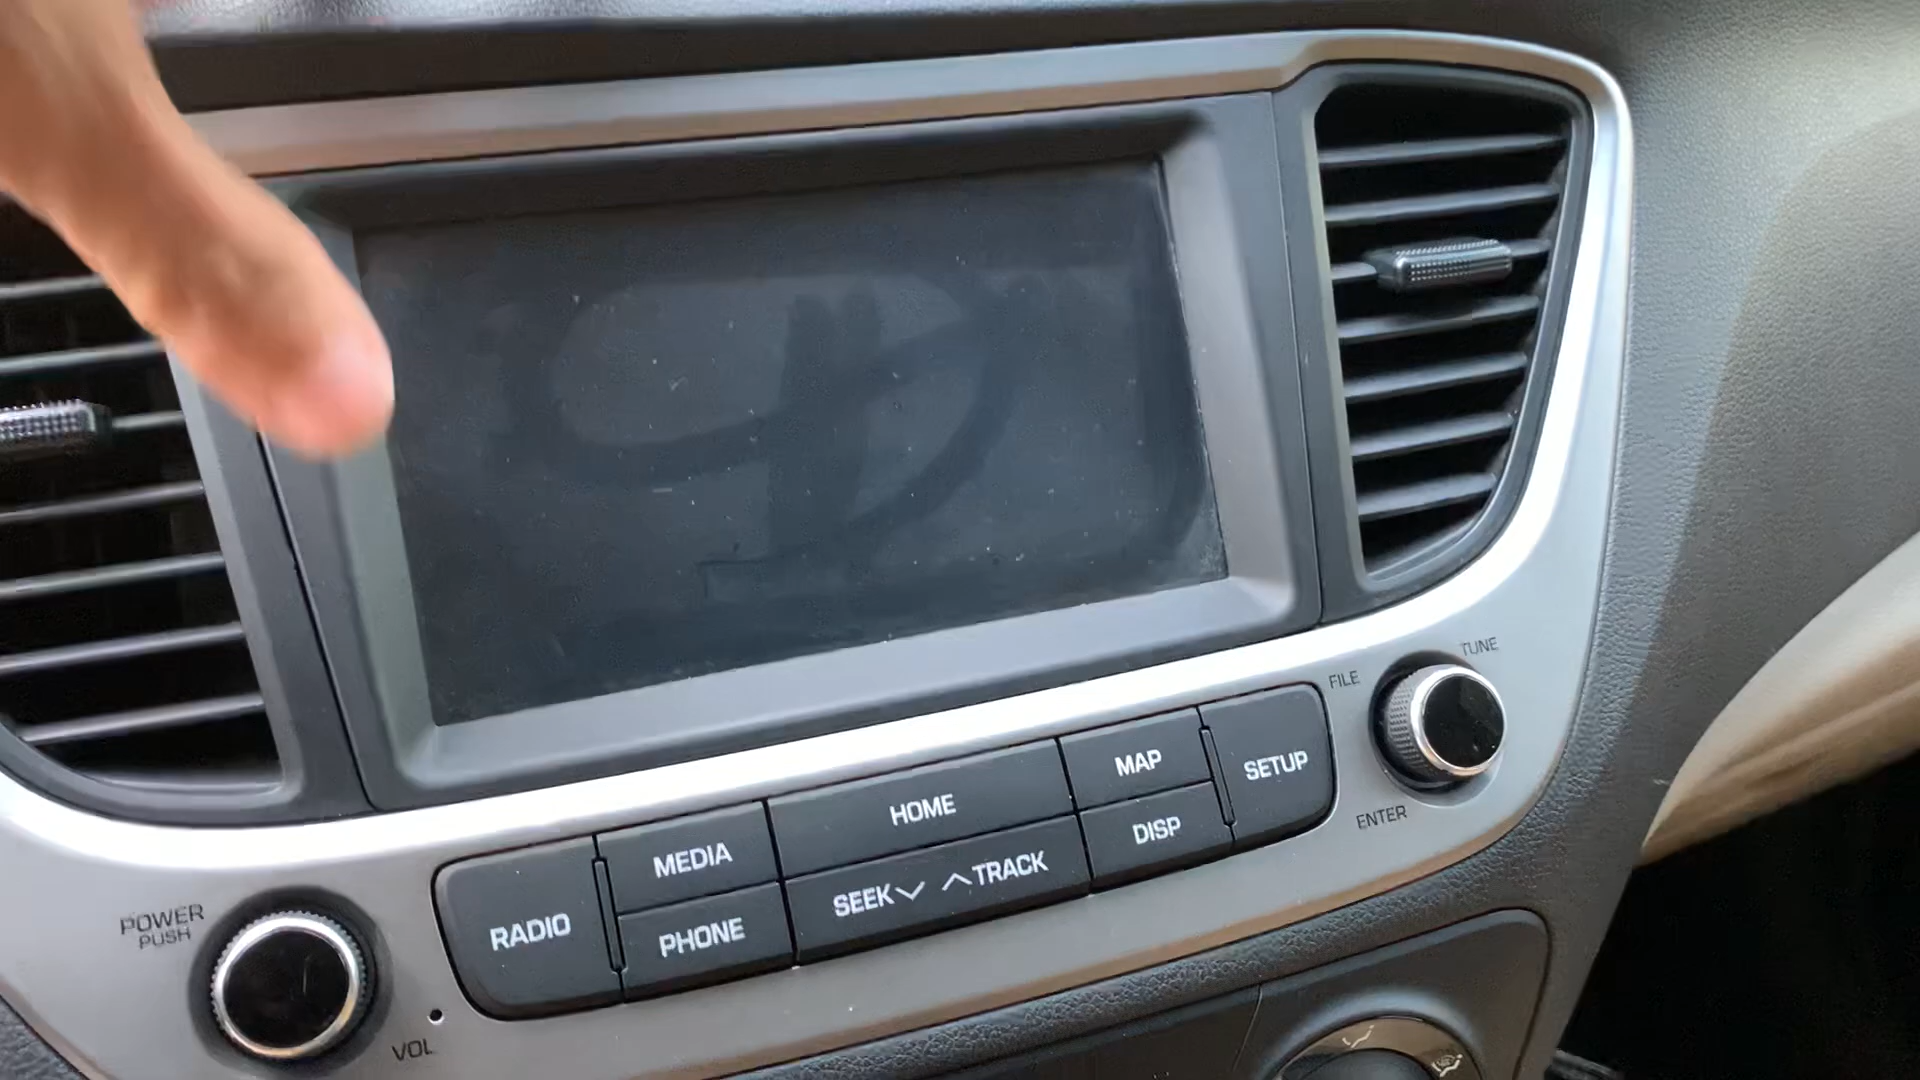 TUNE
FILE
MAP
SETUP
HOME
DISP
ENTER
MEDIA
SEEK TRACK
RADIO
PHONE
POWER
PUSH
VOL